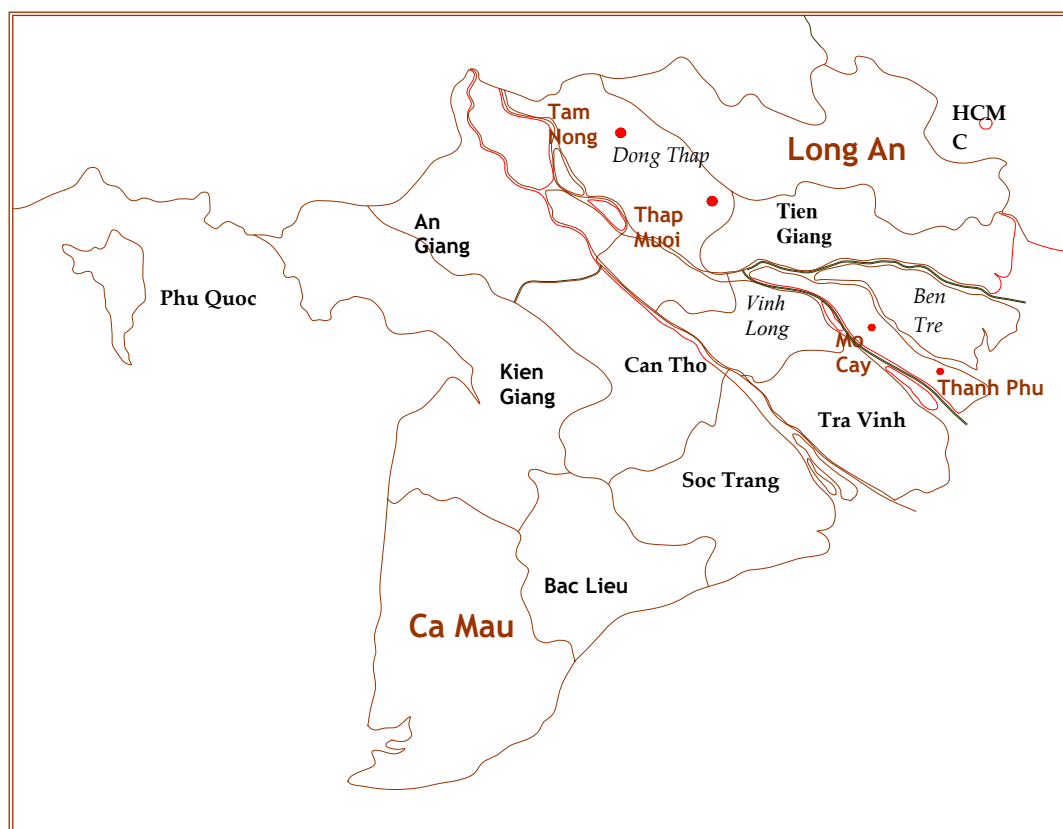 HCM
C
Tam
Nong
Dong Thap
Long An
Thap
Muoi
Tien
Giang
An
Giang
Phu Quoc
Vinh
Long
Ben
Tre
Mo
Cay
Can Tho
Kien
Giang
Thanh Phu
Tra Vinh
Soc Trang
Bac Lieu
Ca Mau